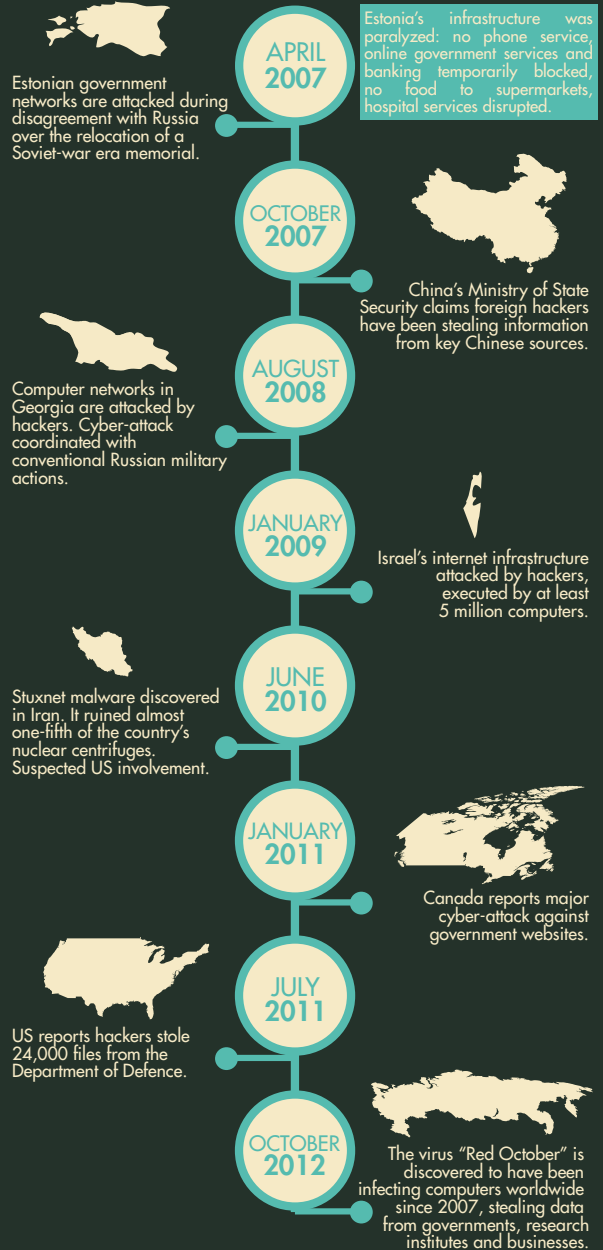 APRIL
2007
Estonia's infrastructure was
paralyzed: no phone service,
online government services and
banking temporarily blocked,
no food to supermarkets,
hospital services disrupted.
Estonian government
networks are attacked during
disagreement with Russia
over the relocation of a
Soviet-war era memorial.
OCTOBER
2007
China's Ministry of State
Security claims foreign hackers
have been stealing information
from key Chinese sources.
AUGUST
2008
Computer networks in
Georgia are attacked by
hackers. Cyber-attack
coordinated with
conventional Russian military
actions.
JANUARY
2009
Israel's internet infrastructure
attacked by hackers,
executed by at least
5 million computers.
JUNE
2010
Stuxnet malware discovered
in Iran. It ruined almost
one-fifth of the country's
nuclear centrifuges.
Suspected US involvement.
JANUARY
2011
Canada reports major
cyber-attack against
government websites.
JULY
2011
US reports hackers stole
24,000 files from the
Department of Defence.
OCTOBER
2012
The virus "Red October" is
discovered to have been
infecting computers worldwide
since 2007, stealing data
from governments, research
institutes and businesses.